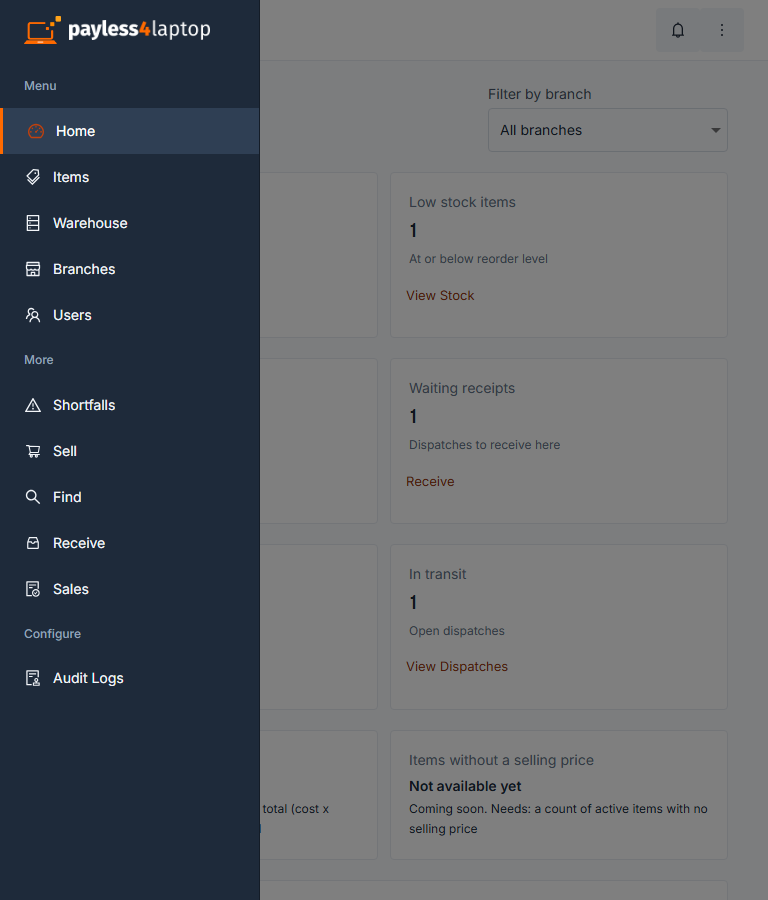 payless4laptop
Menu
Home
Items
Warehouse
Branches
Users
More
Shortfalls
Sell
Find
Receive
Sales
Configure
Audit Logs
Filter by branch
All branches
Low stock items
1
At or below reorder level
View Stock
Waiting receipts
1
Dispatches to receive here
Receive
In transit
1
Open dispatches
View Dispatches
total (cost x
Items without a selling price
Not available yet
Coming soon. Needs: a count of active items with no
selling price